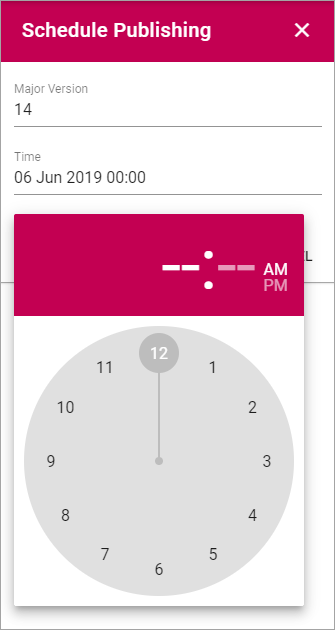 Schedule Publishing ✕
Major Version
14
Time
06 Jun 2019 00:00
--:-- AM
PM
12
11 1
10 2
9 3
8 4
7 5
6